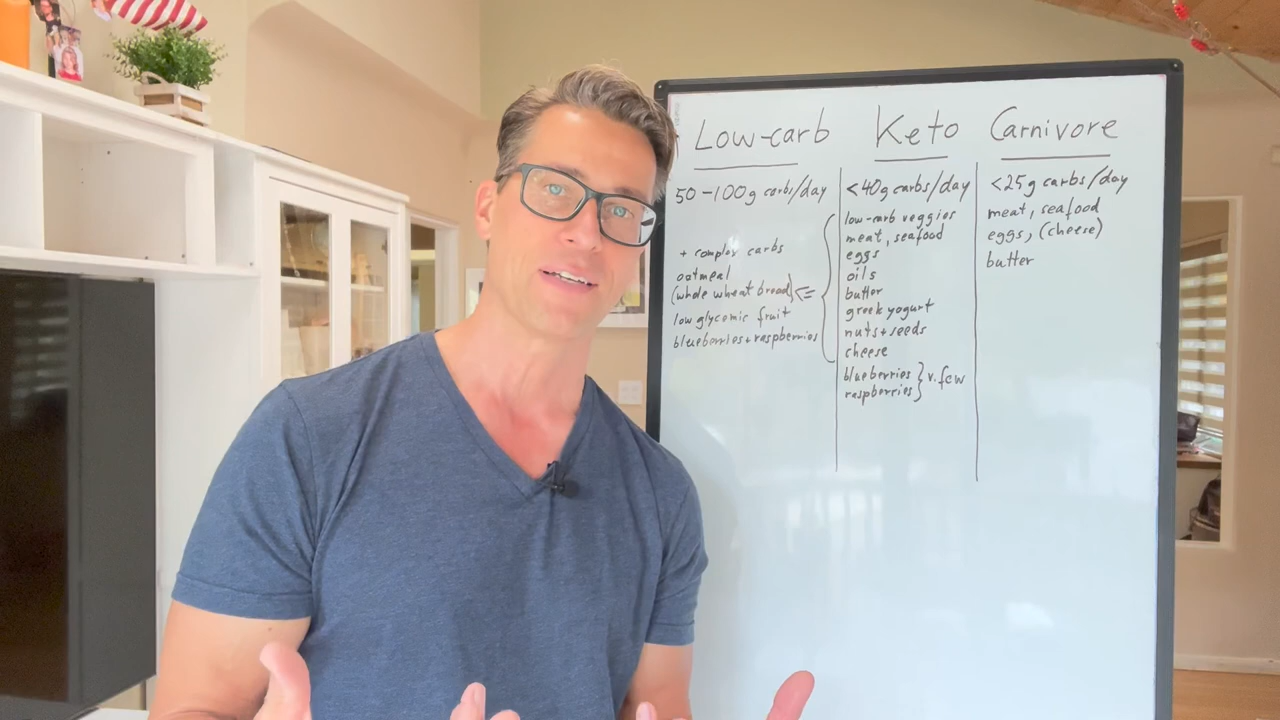 Low-carb
50-100g carbs/day
+ complex carbs
oatmeal
(whole wheat bread) <=
low glycemic fruit
blueberries + raspberries
Keto
<40g carbs/day
low-carb veggies
meat, seafood
eggs
oils
butter
greek yogurt
nuts + seeds
cheese
blueberries } v. few
raspberries
Carnivore
<25g carbs/day
meat, seafood
eggs, (cheese)
butter